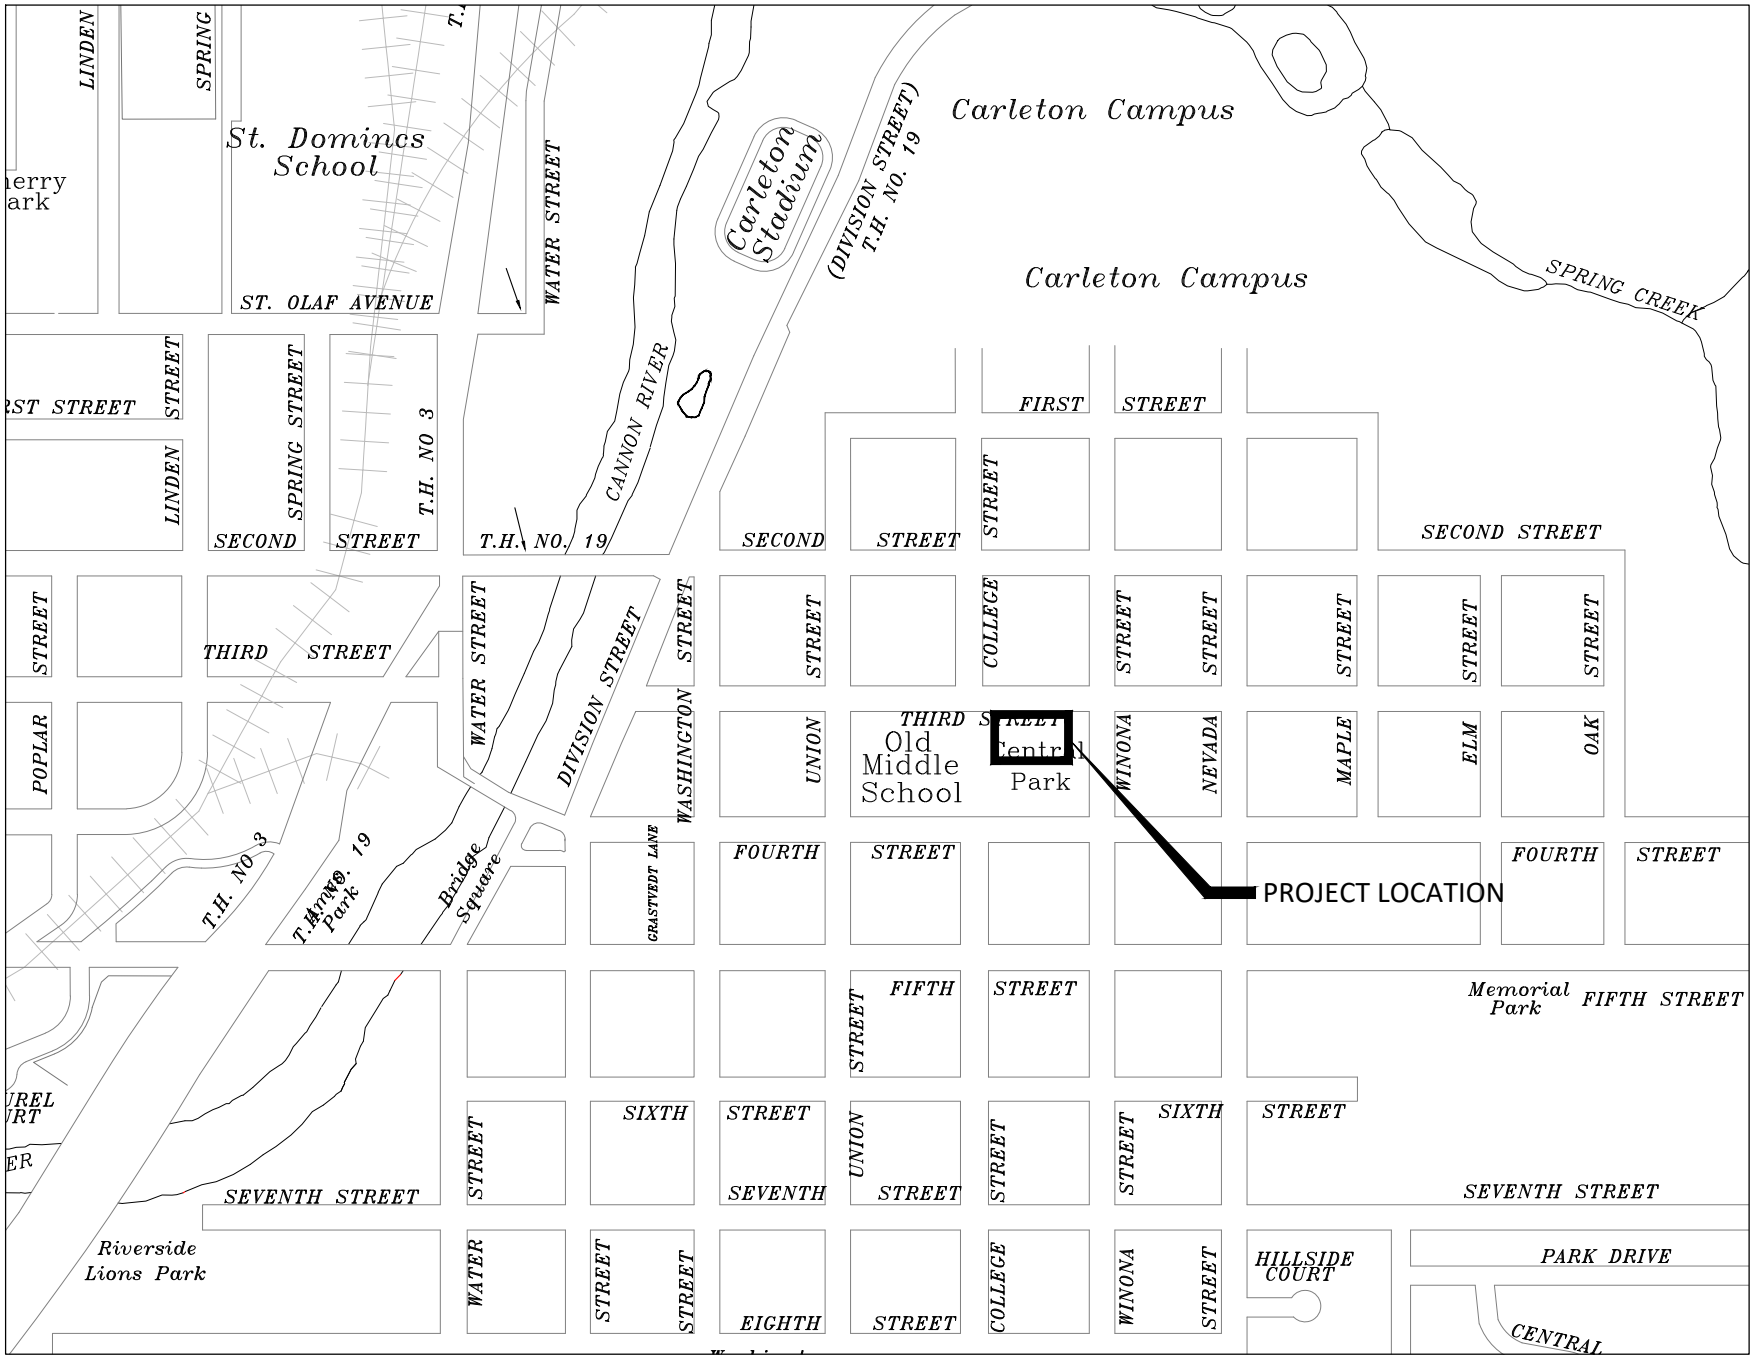 LINDEN
SPRING
St. Domincs
School
WATER STREET
Carleton
Stadium
(DIVISION STREET)
T.H. NO. 19
Carleton Campus
Carleton Campus
SPRING CREEK
ST. OLAF AVENUE
LINDEN STREET
SPRING STREET
T.H. NO 3
CANNON RIVER
STREET
FIRST STREET
SECOND STREET
T.H. NO. 19
SECOND STREET
SECOND STREET
POPLAR STREET
THIRD STREET
WATER STREET
DIVISION STREET
WASHINGTON STREET
UNION STREET
COLLEGE STREET
WINONA STREET
NEVADA STREET
MAPLE STREET
ELM STREET
OAK STREET
THIRD STREET
Old
Middle
School
Central
Park
PROJECT LOCATION
T.H. NO 3
T.H. NO. 19
Park
Bridge
Square
GRASTVEDT LANE
FOURTH STREET
FOURTH STREET
FIFTH STREET
Memorial
Park
FIFTH STREET
UNION STREET
SIXTH STREET
SIXTH STREET
SEVENTH STREET
SEVENTH STREET
SEVENTH STREET
Riverside
Lions Park
WATER STREET
STREET
STREET
COLLEGE STREET
WINONA STREET
STREET
EIGHTH STREET
HILLSIDE
COURT
PARK DRIVE
CENTRAL